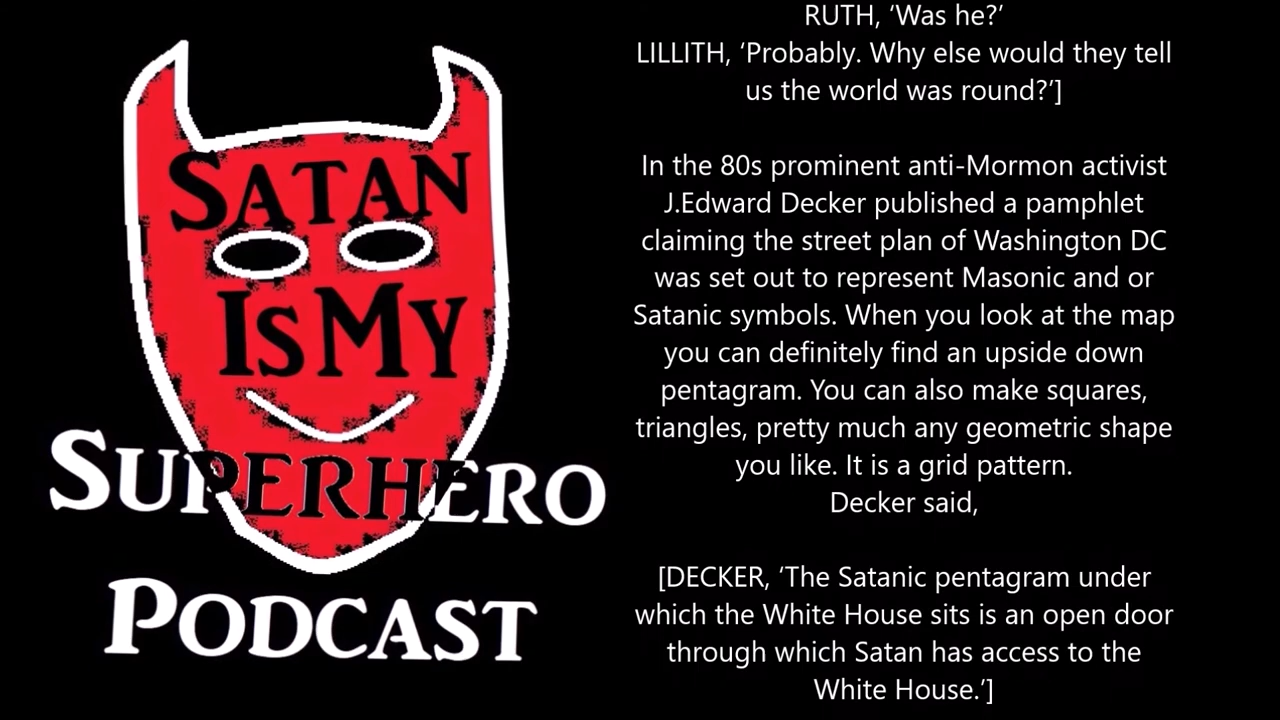 SATAN
IS MY
SUPERHERO
PODCAST
RUTH, ‘Was he?’
LILLITH, ‘Probably. Why else would they tell
us the world was round?’]
In the 80s prominent anti-Mormon activist
J.Edward Decker published a pamphlet
claiming the street plan of Washington DC
was set out to represent Masonic and or
Satanic symbols. When you look at the map
you can definitely find an upside down
pentagram. You can also make squares,
triangles, pretty much any geometric shape
you like. It is a grid pattern.
Decker said,
[DECKER, ‘The Satanic pentagram under
which the White House sits is an open door
through which Satan has access to the
White House.’]